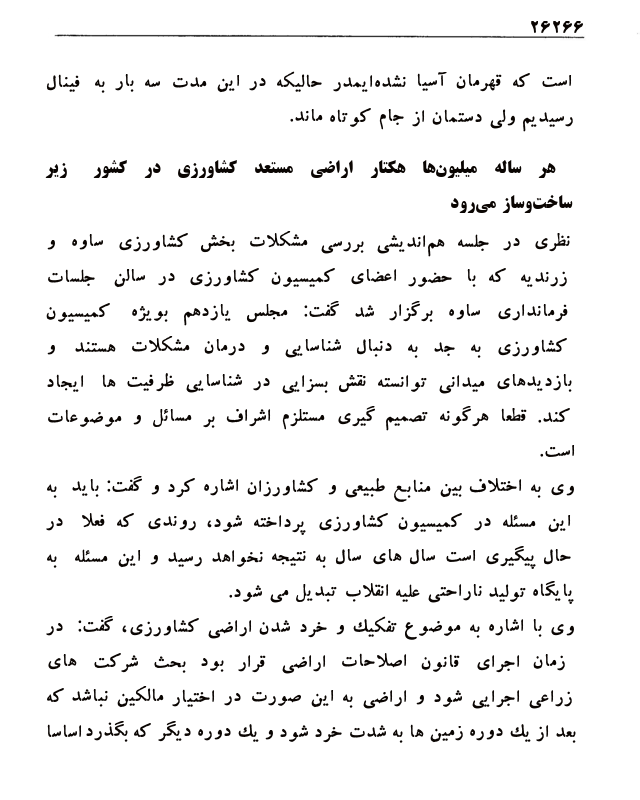 ۲۶۲۶۶
است که قهرمان آسیا نشده‌ایمدر حالیکه در این مدت سه بار به فینال
رسیدیم ولی دستمان از جام کوتاه ماند.
هر ساله میلیون‌ها هکتار اراضی مستعد کشاورزی در کشور زیر
ساخت‌وساز می‌رود
نظری در جلسه هم‌اندیشی بررسی مشکلات بخش کشاورزی ساوه و
زرندیه که با حضور اعضای کمیسیون کشاورزی در سالن جلسات
فرمانداری ساوه برگزار شد گفت: مجلس یازدهم بویژه کمیسیون
کشاورزی به جد به دنبال شناسایی و درمان مشکلات هستند و
بازدیدهای میدانی توانسته نقش بسزایی در شناسایی ظرفیت ها ایجاد
کند. قطعا هرگونه تصمیم گیری مستلزم اشراف بر مسائل و موضوعات
است.
وی به اختلاف بین منابع طبیعی و کشاورزان اشاره کرد و گفت: باید به
این مسئله در کمیسیون کشاورزی پرداخته شود، روندی که فعلا در
حال پیگیری است سال های سال به نتیجه نخواهد رسید و این مسئله به
پایگاه تولید ناراحتی علیه انقلاب تبدیل می شود.
وی با اشاره به موضوع تفکیك و خرد شدن اراضی کشاورزی، گفت: در
زمان اجرای قانون اصلاحات اراضی قرار بود بحث شرکت های
زراعی اجرایی شود و اراضی به این صورت در اختیار مالکین نباشد که
بعد از یك دوره زمین ها به شدت خرد شود و یك دوره دیگر که بگذرد اساسا